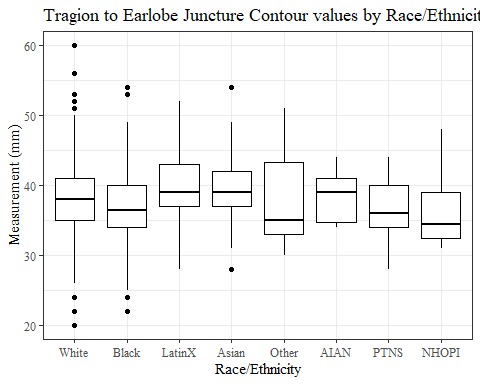 Tragion to Earlobe Juncture Contour values by Race/Ethnicit
Measurement (mm)
60
50
40
30
20
White Black LatinX Asian Other AIAN PTNS NHOPI
Race/Ethnicity